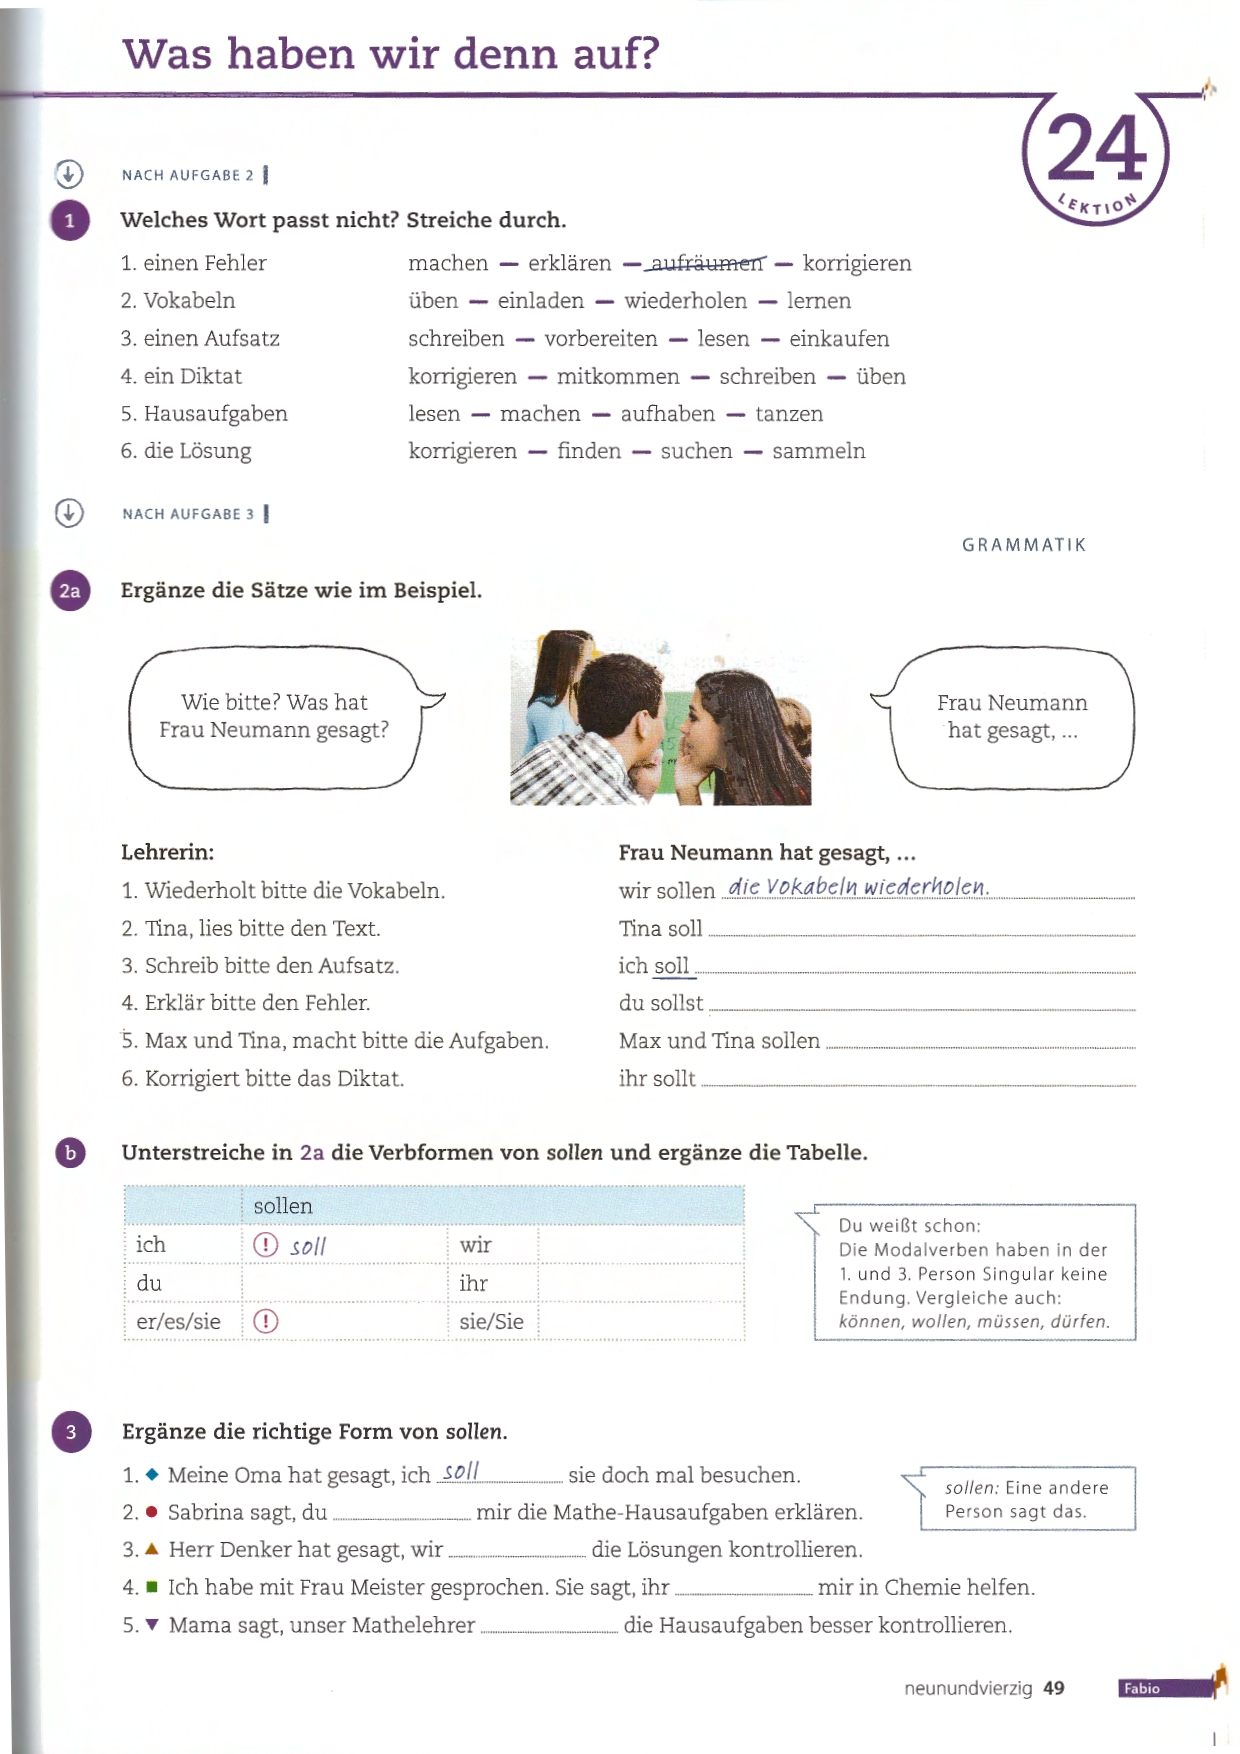 Was haben wir denn auf?
24
LEKTION
NACH AUFGABE 2
1 Welches Wort passt nicht? Streiche durch.
1. einen Fehler machen — erklären — aufräumen — korrigieren
2. Vokabeln üben — einladen — wiederholen — lernen
3. einen Aufsatz schreiben — vorbereiten — lesen — einkaufen
4. ein Diktat korrigieren — mitkommen — schreiben — üben
5. Hausaufgaben lesen — machen — aufhaben — tanzen
6. die Lösung korrigieren — finden — suchen — sammeln
NACH AUFGABE 3
GRAMMATIK
2a Ergänze die Sätze wie im Beispiel.
Wie bitte? Was hat
Frau Neumann gesagt?
Frau Neumann
hat gesagt, ...
Lehrerin: Frau Neumann hat gesagt, ...
1. Wiederholt bitte die Vokabeln. wir sollen die Vokabeln wiederholen.
2. Tina, lies bitte den Text. Tina soll
3. Schreib bitte den Aufsatz. ich soll
4. Erklär bitte den Fehler. du sollst
5. Max und Tina, macht bitte die Aufgaben. Max und Tina sollen
6. Korrigiert bitte das Diktat. ihr sollt
b Unterstreiche in 2a die Verbformen von sollen und ergänze die Tabelle.
sollen
ich ! soll wir
du ihr
er/es/sie ! sie/Sie
Du weißt schon:
Die Modalverben haben in der
1. und 3. Person Singular keine
Endung. Vergleiche auch:
können, wollen, müssen, dürfen.
3 Ergänze die richtige Form von sollen.
1. ◆ Meine Oma hat gesagt, ich soll sie doch mal besuchen.
2. ● Sabrina sagt, du mir die Mathe-Hausaufgaben erklären.
3. ▲ Herr Denker hat gesagt, wir die Lösungen kontrollieren.
4. ■ Ich habe mit Frau Meister gesprochen. Sie sagt, ihr mir in Chemie helfen.
5. ▼ Mama sagt, unser Mathelehrer die Hausaufgaben besser kontrollieren.
sollen: Eine andere
Person sagt das.
neunundvierzig 49 Fabio